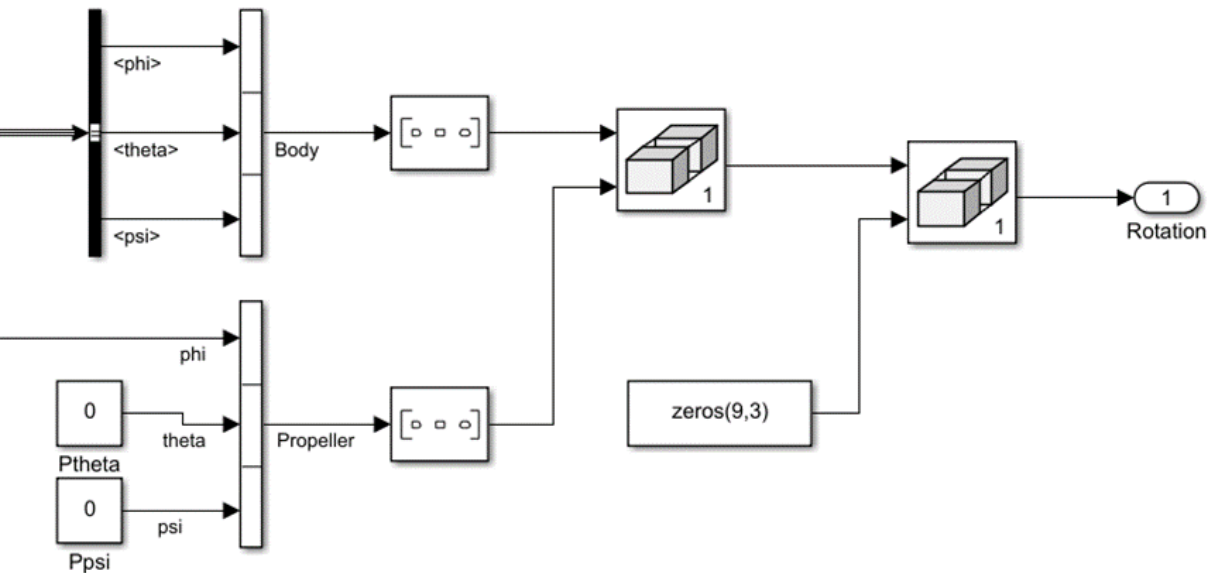 <phi>
<theta>
Body
<psi>
1
1
1
Rotation
phi
0
theta
Propeller
zeros(9,3)
Ptheta
0
psi
Ppsi